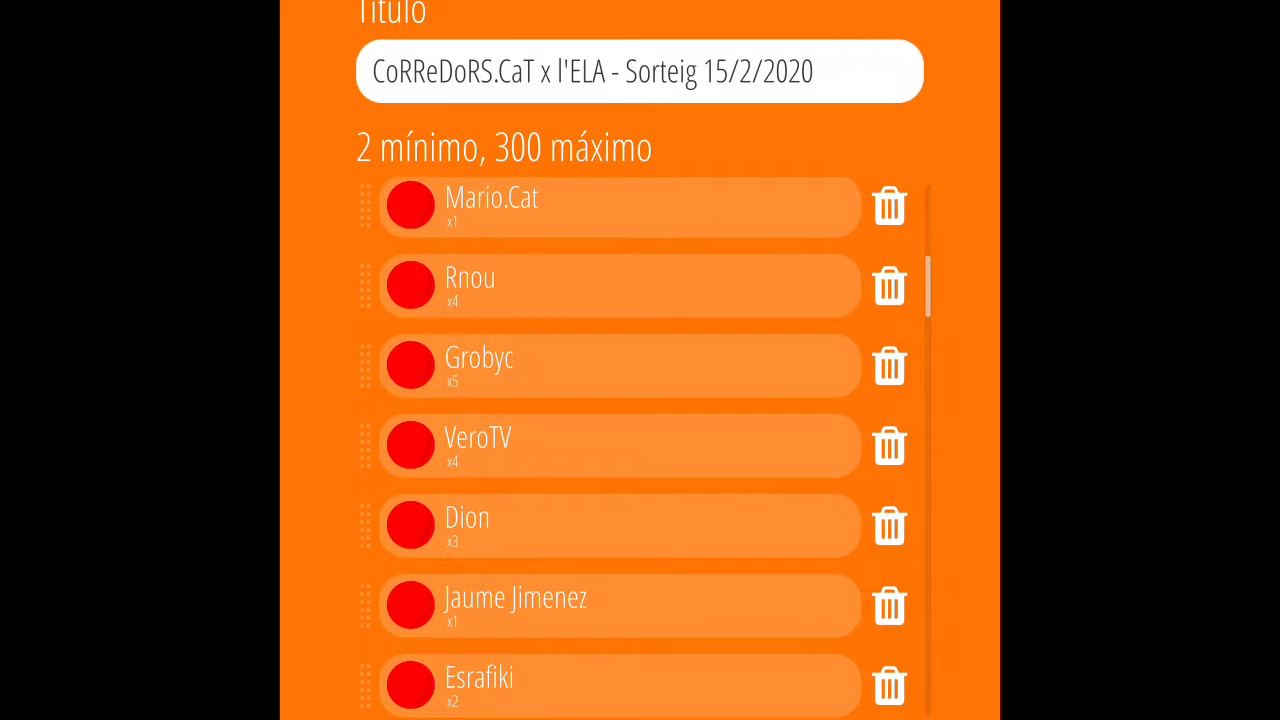 Título
CoRReDoRS.CaT x l'ELA - Sorteig 15/2/2020
2 mínimo, 300 máximo
Mario.Cat
x1
Rnou
x4
Grobyc
x5
VeroTV
x4
Dion
x3
Jaume Jimenez
x1
Esrafiki
x2